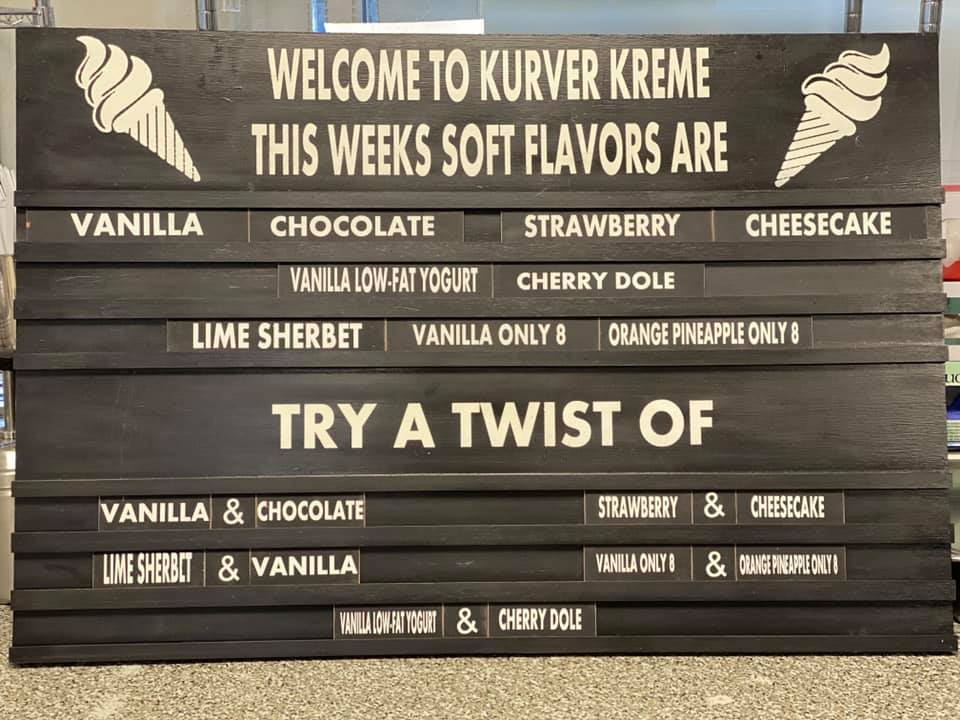 WELCOME TO KURVER KREME
THIS WEEKS SOFT FLAVORS ARE
VANILLA CHOCOLATE STRAWBERRY CHEESECAKE
VANILLA LOW-FAT YOGURT CHERRY DOLE
LIME SHERBET VANILLA ONLY 8 ORANGE PINEAPPLE ONLY 8
TRY A TWIST OF
VANILLA & CHOCOLATE STRAWBERRY & CHEESECAKE
LIME SHERBET & VANILLA VANILLA ONLY 8 & ORANGE PINEAPPLE ONLY 8
VANILLA LOW-FAT YOGURT & CHERRY DOLE